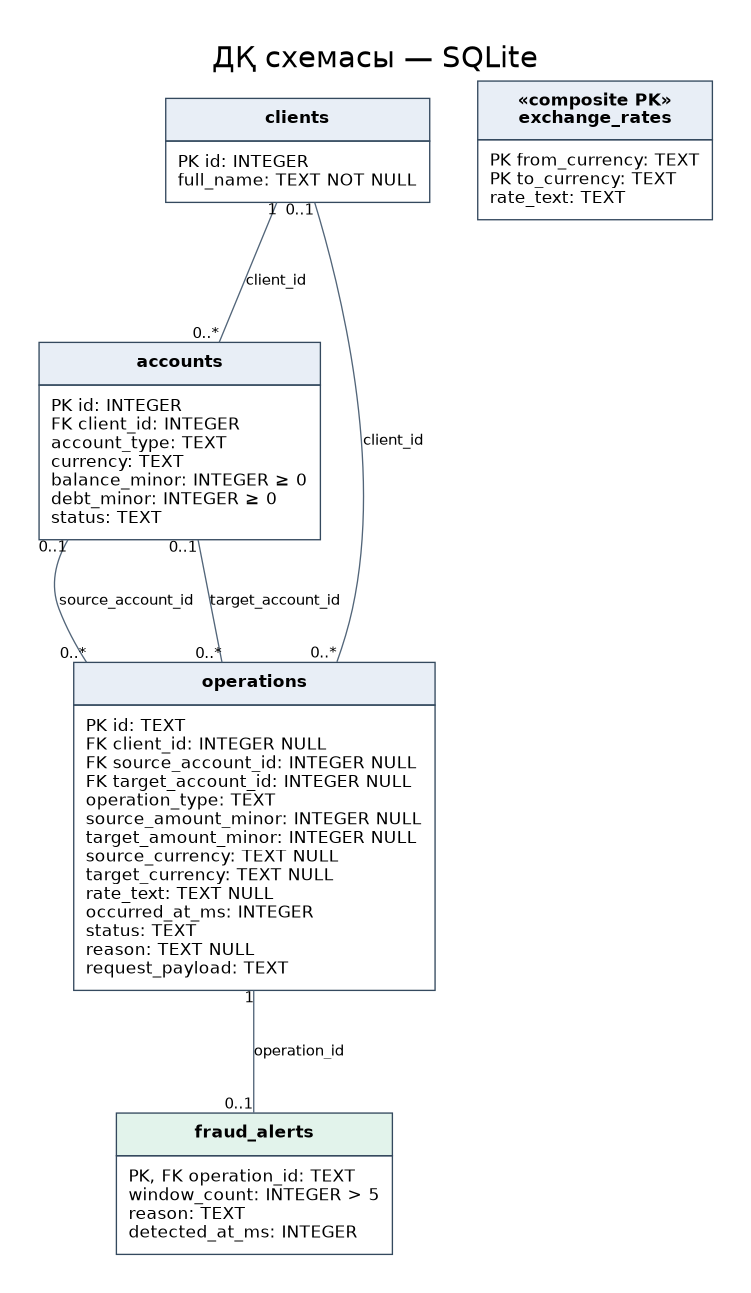 ДҚ схемасы — SQLite
clients
PK id: INTEGER
full_name: TEXT NOT NULL
«composite PK»
exchange_rates
PK from_currency: TEXT
PK to_currency: TEXT
rate_text: TEXT
1
0..1
client_id
0..*
accounts
PK id: INTEGER
FK client_id: INTEGER
account_type: TEXT
currency: TEXT
balance_minor: INTEGER ≥ 0
debt_minor: INTEGER ≥ 0
status: TEXT
client_id
0..1
0..1
source_account_id
target_account_id
0..*
0..*
0..*
operations
PK id: TEXT
FK client_id: INTEGER NULL
FK source_account_id: INTEGER NULL
FK target_account_id: INTEGER NULL
operation_type: TEXT
source_amount_minor: INTEGER NULL
target_amount_minor: INTEGER NULL
source_currency: TEXT NULL
target_currency: TEXT NULL
rate_text: TEXT NULL
occurred_at_ms: INTEGER
status: TEXT
reason: TEXT NULL
request_payload: TEXT
1
operation_id
0..1
fraud_alerts
PK, FK operation_id: TEXT
window_count: INTEGER > 5
reason: TEXT
detected_at_ms: INTEGER